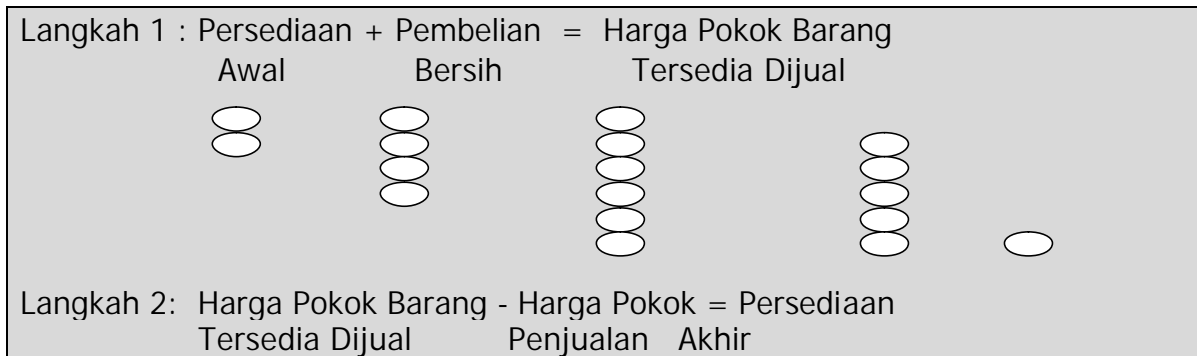 Langkah 1 : Persediaan + Pembelian = Harga Pokok Barang
Awal Bersih Tersedia Dijual
Langkah 2: Harga Pokok Barang - Harga Pokok = Persediaan
Tersedia Dijual Penjualan Akhir